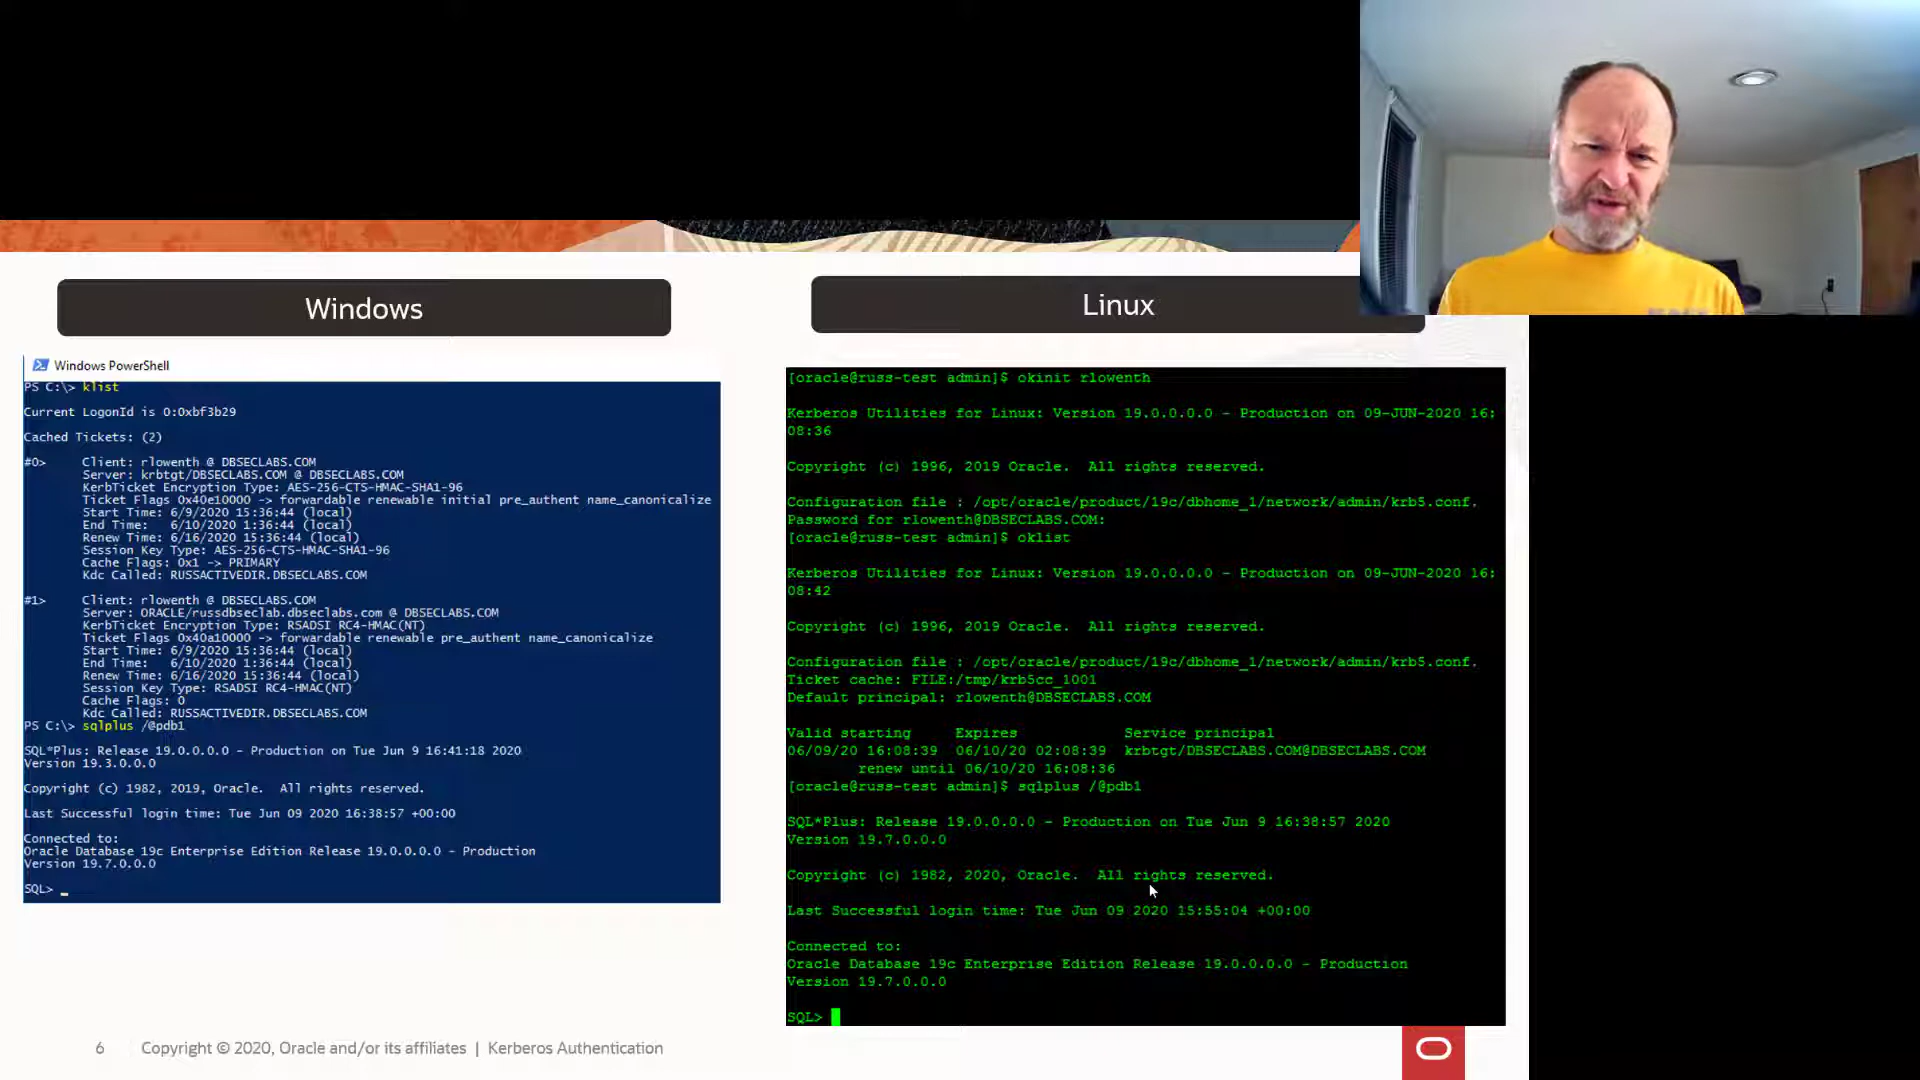 Windows
Windows PowerShell
PS C:\> klist
Current LogonId is 0:0xbf3b29
Cached Tickets: (2)
#0> Client: rlowenth @ DBSECLABS.COM
Server: krbtgt/DBSECLABS.COM @ DBSECLABS.COM
KerbTicket Encryption Type: AES-256-CTS-HMAC-SHA1-96
Ticket Flags 0x40e10000 -> forwardable renewable initial pre_authent name_canonicalize
Start Time: 6/9/2020 15:36:44 (local)
End Time: 6/10/2020 1:36:44 (local)
Renew Time: 6/16/2020 15:36:44 (local)
Session Key Type: AES-256-CTS-HMAC-SHA1-96
Cache Flags: 0x1 -> PRIMARY
Kdc Called: RUSSACTIVEDIR.DBSECLABS.COM
#1> Client: rlowenth @ DBSECLABS.COM
Server: ORACLE/russdbseclab.dbseclabs.com @ DBSECLABS.COM
KerbTicket Encryption Type: RSADSI RC4-HMAC(NT)
Ticket Flags 0x40a10000 -> forwardable renewable pre_authent name_canonicalize
Start Time: 6/9/2020 15:36:44 (local)
End Time: 6/10/2020 1:36:44 (local)
Renew Time: 6/16/2020 15:36:44 (local)
Session Key Type: RSADSI RC4-HMAC(NT)
Cache Flags: 0
Kdc Called: RUSSACTIVEDIR.DBSECLABS.COM
PS C:\> sqlplus /@pdb1
SQL*Plus: Release 19.0.0.0.0 - Production on Tue Jun 9 16:41:18 2020
Version 19.3.0.0.0
Copyright (c) 1982, 2019, Oracle. All rights reserved.
Last Successful login time: Tue Jun 09 2020 16:38:57 +00:00
Connected to:
Oracle Database 19c Enterprise Edition Release 19.0.0.0.0 - Production
Version 19.7.0.0.0
SQL> _
Linux
[oracle@russ-test admin]$ okinit rlowenth
Kerberos Utilities for Linux: Version 19.0.0.0.0 - Production on 09-JUN-2020 16:
08:36
Copyright (c) 1996, 2019 Oracle. All rights reserved.
Configuration file : /opt/oracle/product/19c/dbhome_1/network/admin/krb5.conf.
Password for rlowenth@DBSECLABS.COM:
[oracle@russ-test admin]$ oklist
Kerberos Utilities for Linux: Version 19.0.0.0.0 - Production on 09-JUN-2020 16:
08:42
Copyright (c) 1996, 2019 Oracle. All rights reserved.
Configuration file : /opt/oracle/product/19c/dbhome_1/network/admin/krb5.conf.
Ticket cache: FILE:/tmp/krb5cc_1001
Default principal: rlowenth@DBSECLABS.COM
Valid starting Expires Service principal
06/09/20 16:08:39 06/10/20 02:08:39 krbtgt/DBSECLABS.COM@DBSECLABS.COM
renew until 06/10/20 16:08:36
[oracle@russ-test admin]$ sqlplus /@pdb1
SQL*Plus: Release 19.0.0.0.0 - Production on Tue Jun 9 16:38:57 2020
Version 19.7.0.0.0
Copyright (c) 1982, 2020, Oracle. All rights reserved.
Last Successful login time: Tue Jun 09 2020 15:55:04 +00:00
Connected to:
Oracle Database 19c Enterprise Edition Release 19.0.0.0.0 - Production
Version 19.7.0.0.0
SQL>
6 Copyright © 2020, Oracle and/or its affiliates | Kerberos Authentication